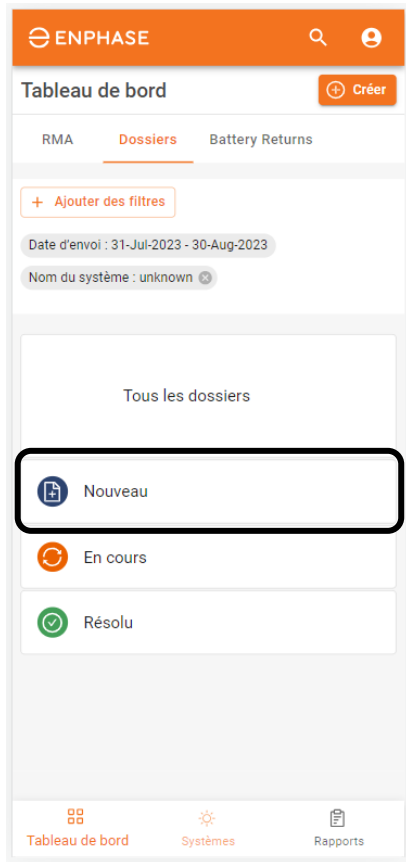 ENPHASE
Tableau de bord
Créer
RMA Dossiers Battery Returns
+ Ajouter des filtres
Date d'envoi : 31-Jul-2023 - 30-Aug-2023
Nom du système : unknown
Tous les dossiers
Nouveau
En cours
Résolu
Tableau de bord Systèmes Rapports